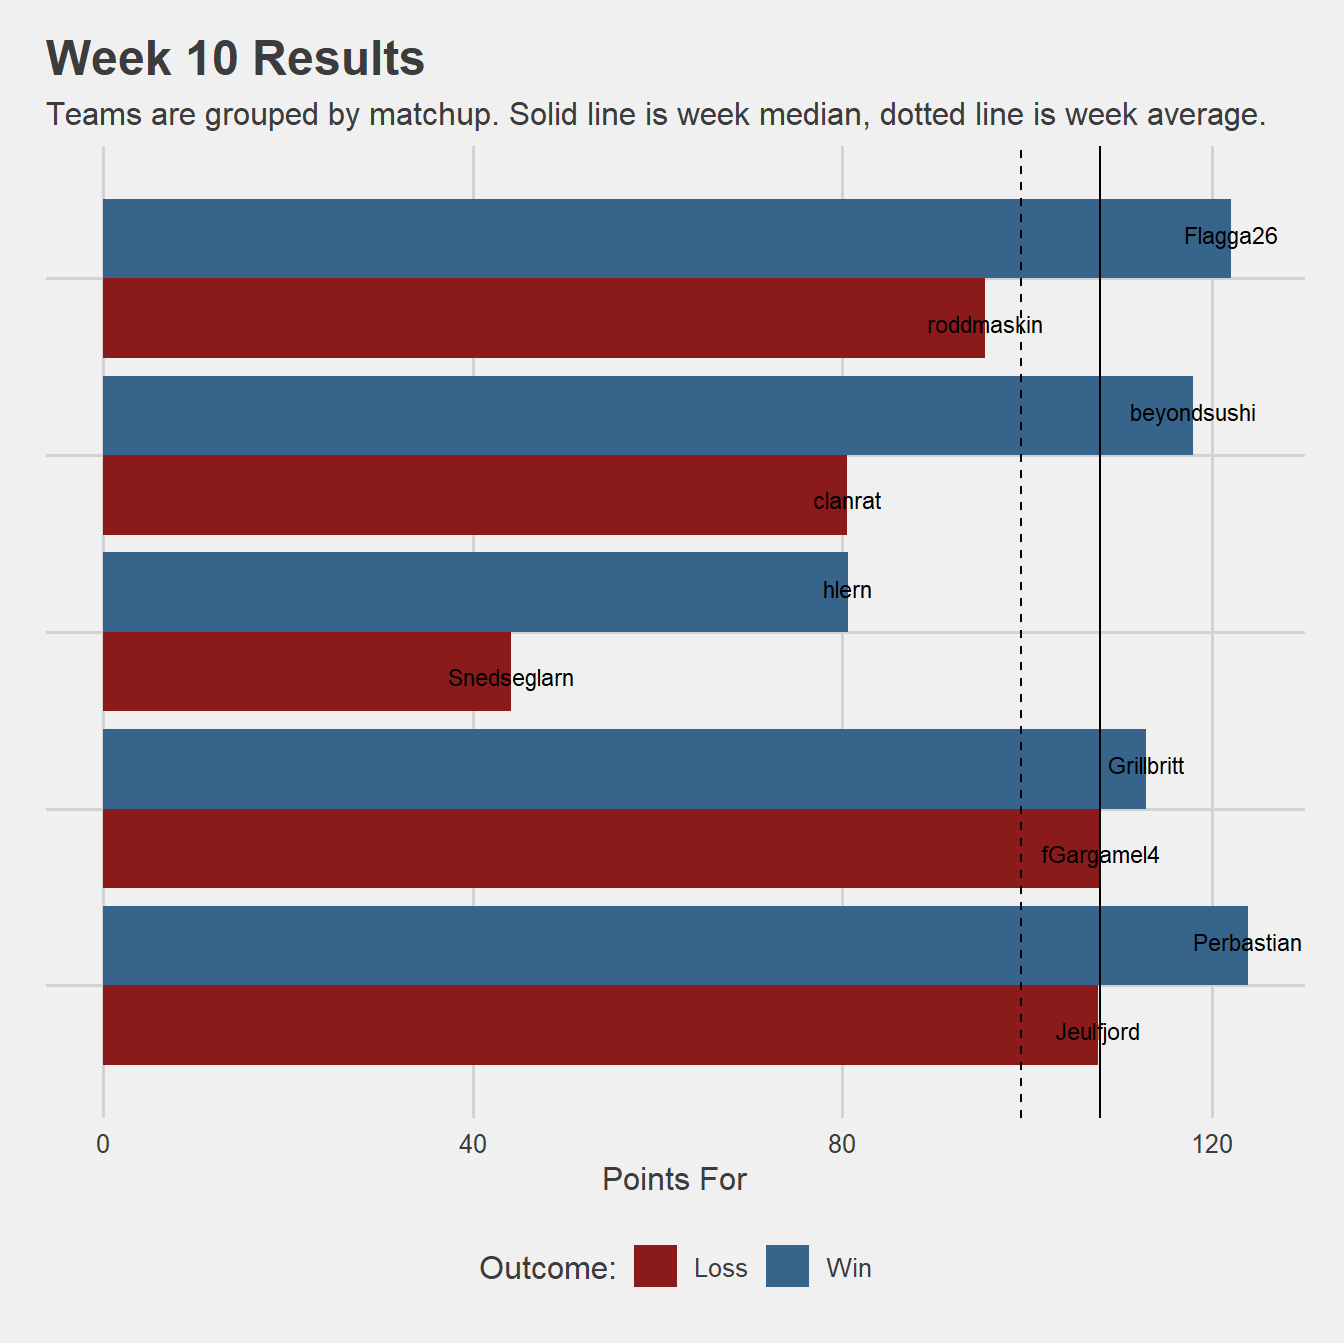 Week 10 Results
Teams are grouped by matchup. Solid line is week median, dotted line is week average.
Flagga26
roddmaskin
beyondsushi
clanrat
hlern
Snedseglarn
Grillbritt
fGargamel4
Perbastian
Jeulfjord
0 40 80 120
Points For
Outcome: Loss Win